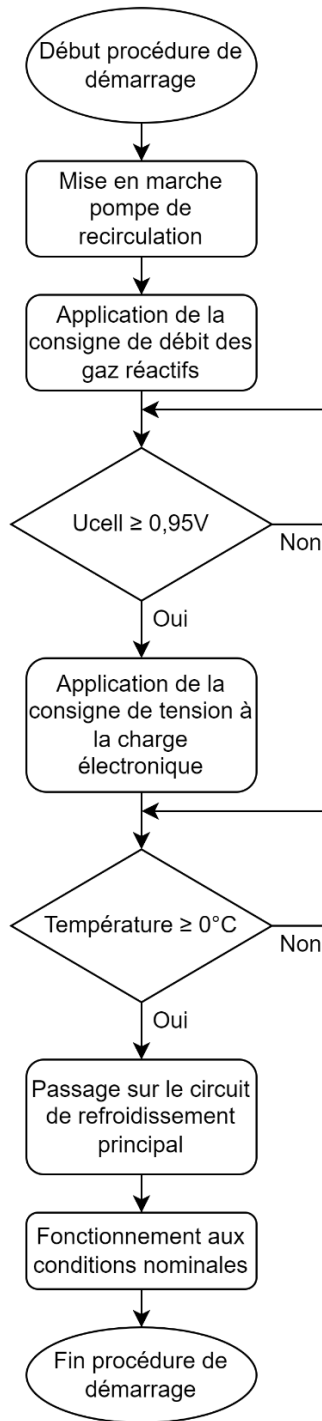 Début procédure de
démarrage
Mise en marche
pompe de
recirculation
Application de la
consigne de débit des
gaz réactifs
Ucell ≥ 0,95V
Non
Oui
Application de la
consigne de tension à
la charge
électronique
Température ≥ 0°C
Non
Oui
Passage sur le circuit
de refroidissement
principal
Fonctionnement aux
conditions nominales
Fin procédure de
démarrage